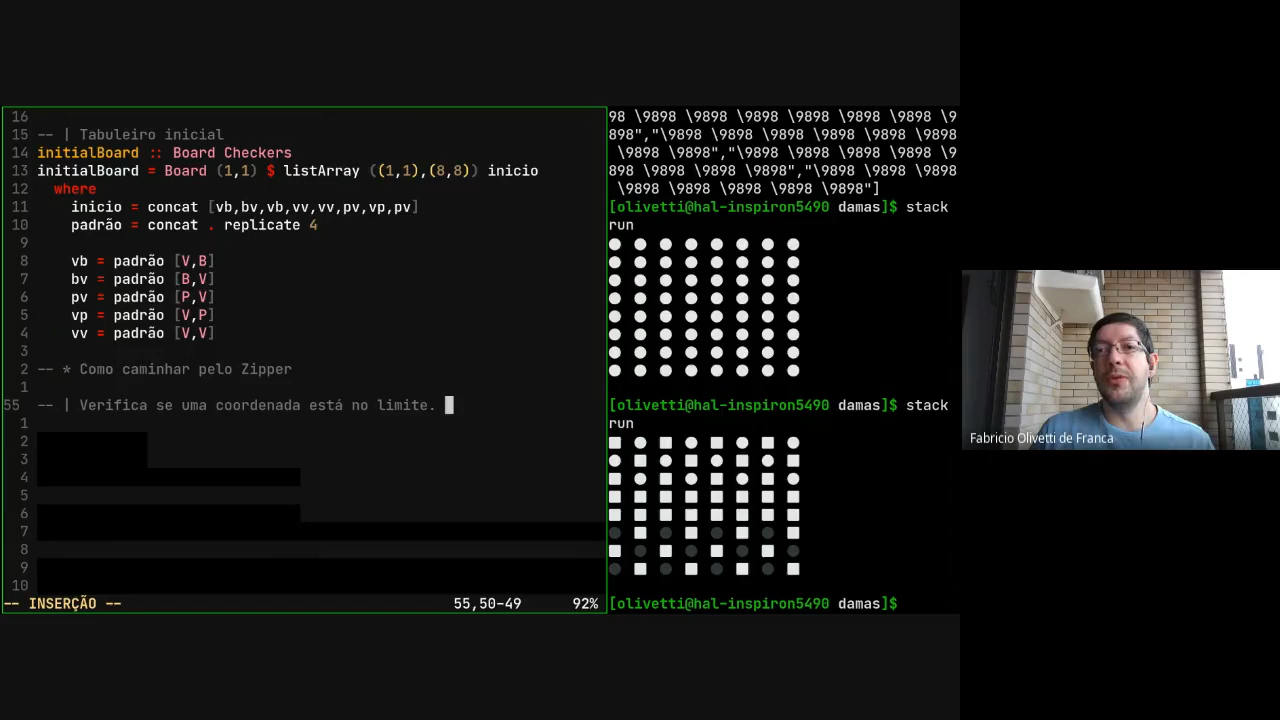 16
15 -- | Tabuleiro inicial
14 initialBoard :: Board Checkers
13 initialBoard = Board (1,1) $ listArray ((1,1),(8,8)) inicio
12 where
11 inicio = concat [vb,bv,vb,vv,vv,pv,vp,pv]
10 padrão = concat . replicate 4
9
8 vb = padrão [V,B]
7 bv = padrão [B,V]
6 pv = padrão [P,V]
5 vp = padrão [V,P]
4 vv = padrão [V,V]
3
2 -- * Como caminhar pelo Zipper
1
55 -- | Verifica se uma coordenada está no limite.
1
2
3
4
5
6
7
8
9
10
-- INSERÇÃO -- 55,50-49 92%
98 \9898 \9898 \9898 \9898 \9898 \9898 \9
898","\9898 \9898 \9898 \9898 \9898 \9898
\9898 \9898","\9898 \9898 \9898 \9898 \9
898 \9898 \9898 \9898","\9898 \9898 \9898
\9898 \9898 \9898 \9898 \9898"]
[olivetti@hal-inspiron5490 damas]$ stack
run
[olivetti@hal-inspiron5490 damas]$ stack
run
[olivetti@hal-inspiron5490 damas]$
Fabricio Olivetti de Franca